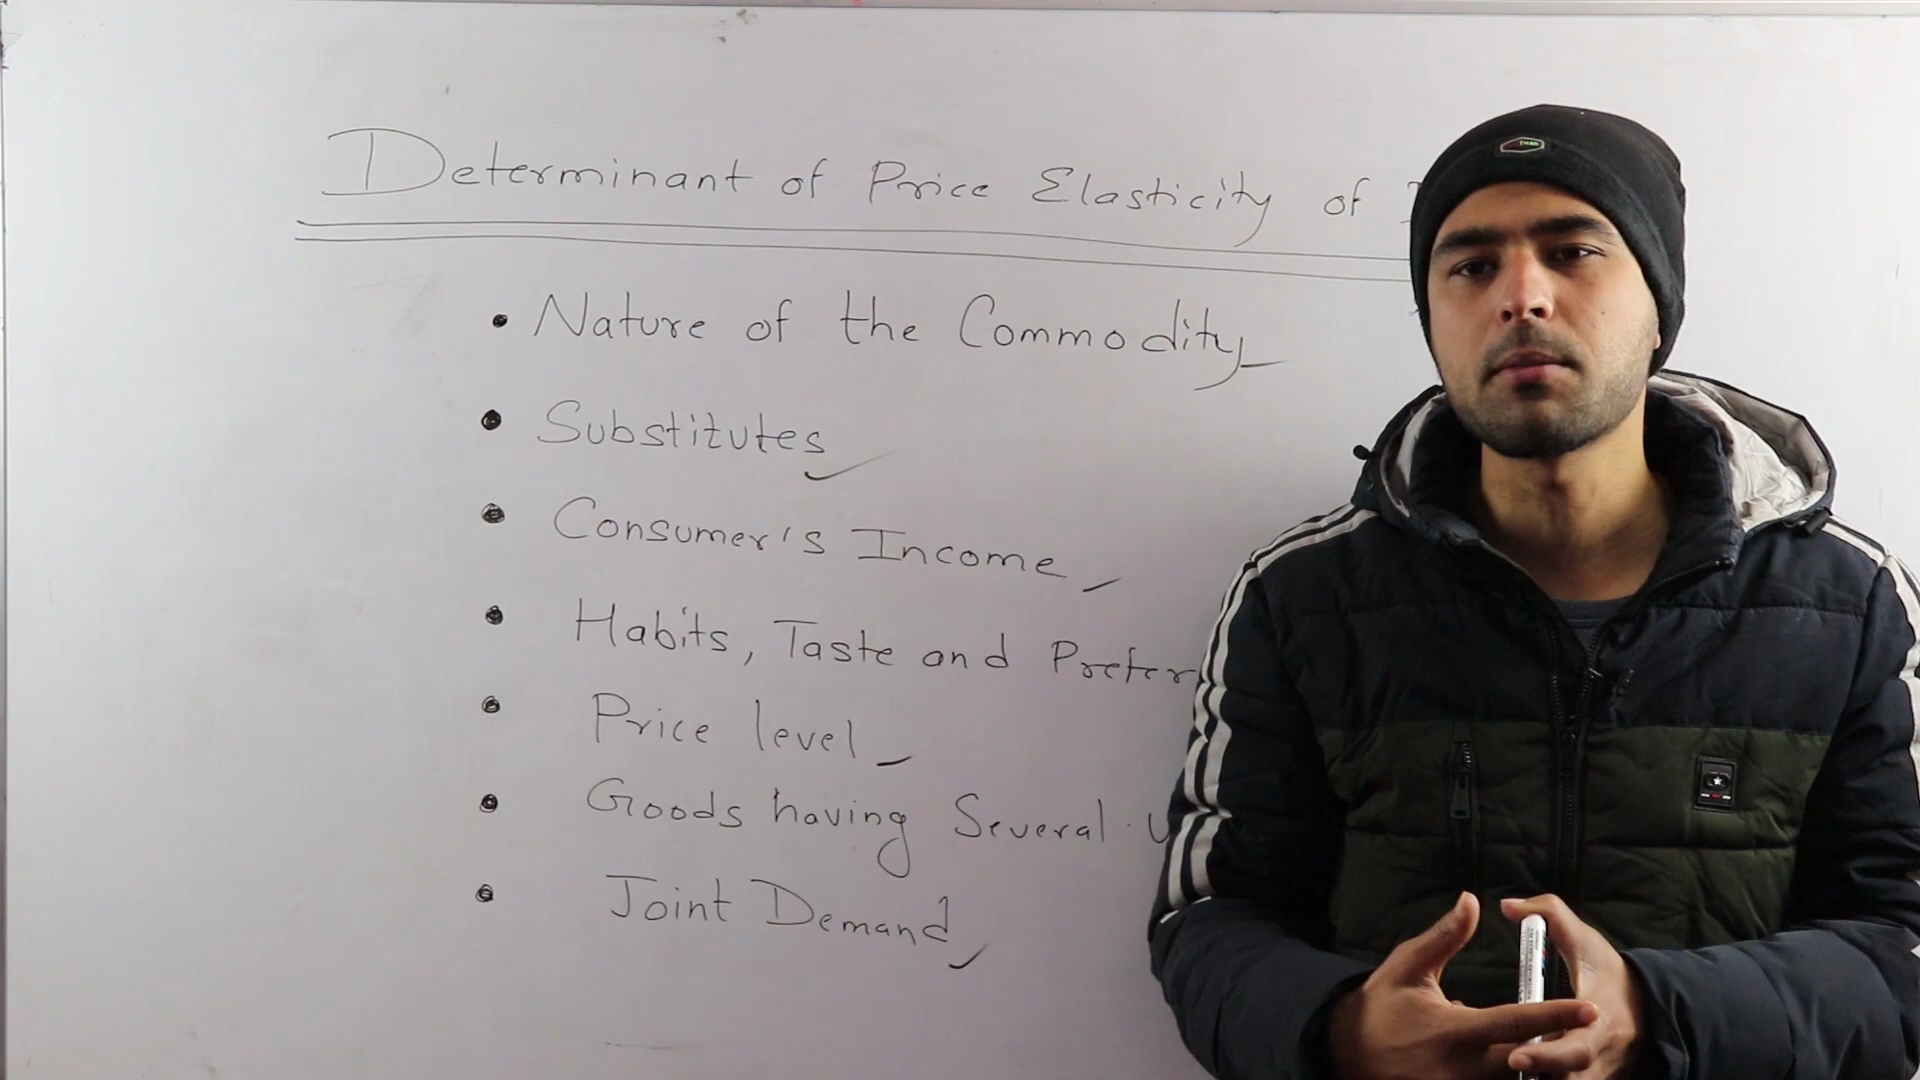 Determinant of Price Elasticity of
• Nature of the Commodity
• Substitutes
• Consumer's Income
• Habits, Taste and Prefer
• Price level
• Goods having Several
• Joint Demand